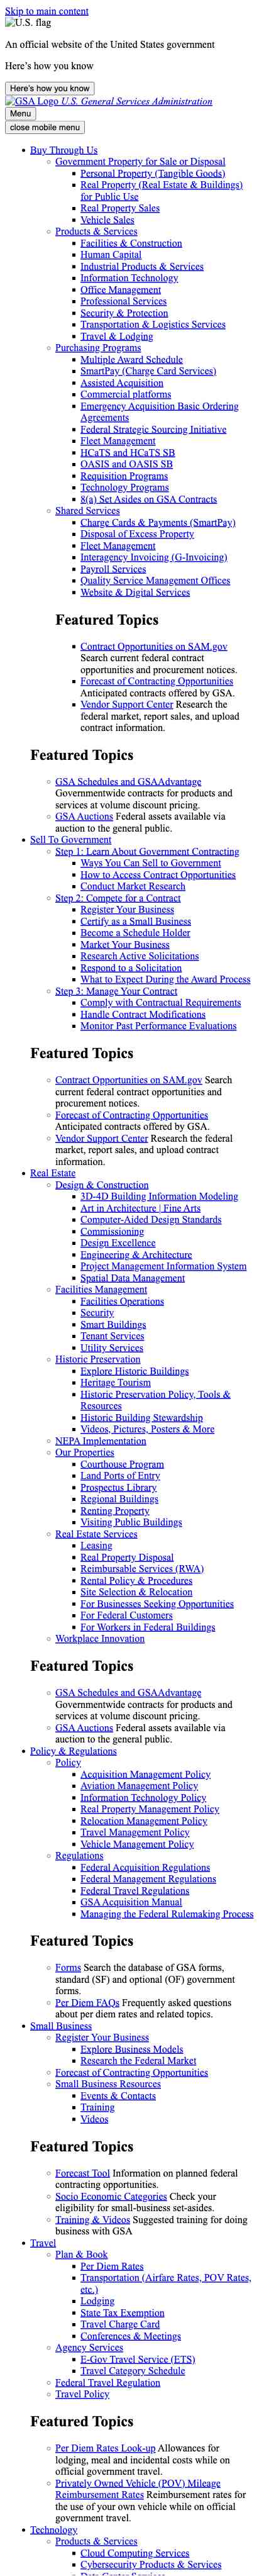 Skip to main content
U.S. flag
An official website of the United States government
Here's how you know
Here's how you know
GSA Logo U.S. General Services Administration
Menu
close mobile menu
Buy Through Us
Government Property for Sale or Disposal
Personal Property (Tangible Goods)
Real Property (Real Estate & Buildings)
for Public Use
Real Property Sales
Vehicle Sales
Products & Services
Facilities & Construction
Human Capital
Industrial Products & Services
Information Technology
Office Management
Professional Services
Security & Protection
Transportation & Logistics Services
Travel & Lodging
Purchasing Programs
Multiple Award Schedule
SmartPay (Charge Card Services)
Assisted Acquisition
Commercial platforms
Emergency Acquisition Basic Ordering
Agreements
Federal Strategic Sourcing Initiative
Fleet Management
HCaTS and HCaTS SB
OASIS and OASIS SB
Requisition Programs
Technology Programs
8(a) Set Asides on GSA Contracts
Shared Services
Charge Cards & Payments (SmartPay)
Disposal of Excess Property
Fleet Management
Interagency Invoicing (G-Invoicing)
Payroll Services
Quality Service Management Offices
Website & Digital Services
Featured Topics
Contract Opportunities on SAM.gov
Search current federal contract
opportunities and procurement notices.
Forecast of Contracting Opportunities
Anticipated contracts offered by GSA.
Vendor Support Center Research the
federal market, report sales, and upload
contract information.
Featured Topics
GSA Schedules and GSAAdvantage
Governmentwide contracts for products and
services at volume discount pricing.
GSA Auctions Federal assets available via
auction to the general public.
Sell To Government
Step 1: Learn About Government Contracting
Ways You Can Sell to Government
How to Access Contract Opportunities
Conduct Market Research
Step 2: Compete for a Contract
Register Your Business
Certify as a Small Business
Become a Schedule Holder
Market Your Business
Research Active Solicitations
Respond to a Solicitation
What to Expect During the Award Process
Step 3: Manage Your Contract
Comply with Contractual Requirements
Handle Contract Modifications
Monitor Past Performance Evaluations
Featured Topics
Contract Opportunities on SAM.gov Search
current federal contract opportunities and
procurement notices.
Forecast of Contracting Opportunities
Anticipated contracts offered by GSA.
Vendor Support Center Research the federal
market, report sales, and upload contract
information.
Real Estate
Design & Construction
3D-4D Building Information Modeling
Art in Architecture | Fine Arts
Computer-Aided Design Standards
Commissioning
Design Excellence
Engineering & Architecture
Project Management Information System
Spatial Data Management
Facilities Management
Facilities Operations
Security
Smart Buildings
Tenant Services
Utility Services
Historic Preservation
Explore Historic Buildings
Heritage Tourism
Historic Preservation Policy, Tools &
Resources
Historic Building Stewardship
Videos, Pictures, Posters & More
NEPA Implementation
Our Properties
Courthouse Program
Land Ports of Entry
Prospectus Library
Regional Buildings
Renting Property
Visiting Public Buildings
Real Estate Services
Leasing
Real Property Disposal
Reimbursable Services (RWA)
Rental Policy & Procedures
Site Selection & Relocation
For Businesses Seeking Opportunities
For Federal Customers
For Workers in Federal Buildings
Workplace Innovation
Featured Topics
GSA Schedules and GSAAdvantage
Governmentwide contracts for products and
services at volume discount pricing.
GSA Auctions Federal assets available via
auction to the general public.
Policy & Regulations
Policy
Acquisition Management Policy
Aviation Management Policy
Information Technology Policy
Real Property Management Policy
Relocation Management Policy
Travel Management Policy
Vehicle Management Policy
Regulations
Federal Acquisition Regulations
Federal Management Regulations
Federal Travel Regulations
GSA Acquisition Manual
Managing the Federal Rulemaking Process
Featured Topics
Forms Search the database of GSA forms,
standard (SF) and optional (OF) government
forms.
Per Diem FAQs Frequently asked questions
about per diem rates and related topics.
Small Business
Register Your Business
Explore Business Models
Research the Federal Market
Forecast of Contracting Opportunities
Small Business Resources
Events & Contacts
Training
Videos
Featured Topics
Forecast Tool Information on planned federal
contracting opportunities.
Socio Economic Categories Check your
eligibility for small-business set-asides.
Training & Videos Suggested training for doing
business with GSA
Travel
Plan & Book
Per Diem Rates
Transportation (Airfare Rates, POV Rates,
etc.)
Lodging
State Tax Exemption
Travel Charge Card
Conferences & Meetings
Agency Services
E-Gov Travel Service (ETS)
Travel Category Schedule
Federal Travel Regulation
Travel Policy
Featured Topics
Per Diem Rates Look-up Allowances for
lodging, meal and incidental costs while on
official government travel.
Privately Owned Vehicle (POV) Mileage
Reimbursement Rates Reimbursement rates for
the use of your own vehicle while on official
government travel.
Technology
Products & Services
Cloud Computing Services
Cybersecurity Products & Services